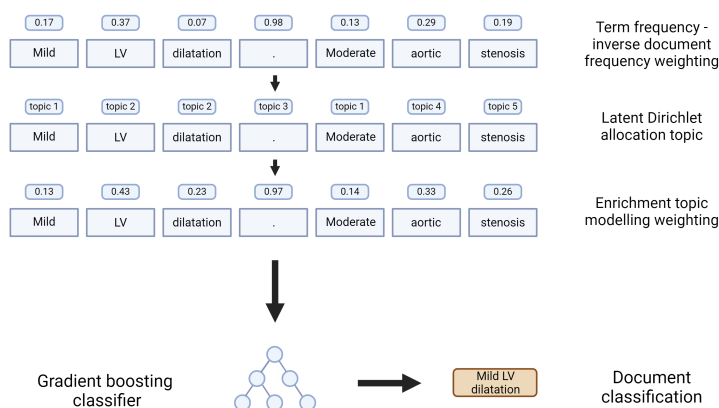 0.17 0.37 0.07 0.98 0.13 0.29 0.19
Mild LV dilatation . Moderate aortic stenosis
Term frequency -
inverse document
frequency weighting
topic 1 topic 2 topic 2 topic 3 topic 1 topic 4 topic 5
Mild LV dilatation . Moderate aortic stenosis
Latent Dirichlet
allocation topic
0.13 0.43 0.23 0.97 0.14 0.33 0.26
Mild LV dilatation . Moderate aortic stenosis
Enrichment topic
modelling weighting
Gradient boosting
classifier
Mild LV
dilatation
Document
classification